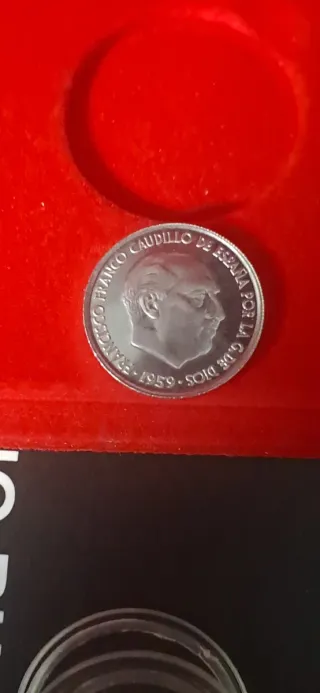 FRANCISCO FRANCO CAUDILLO DE ESPAÑA POR LA G. DE DIOS
• 1959 •